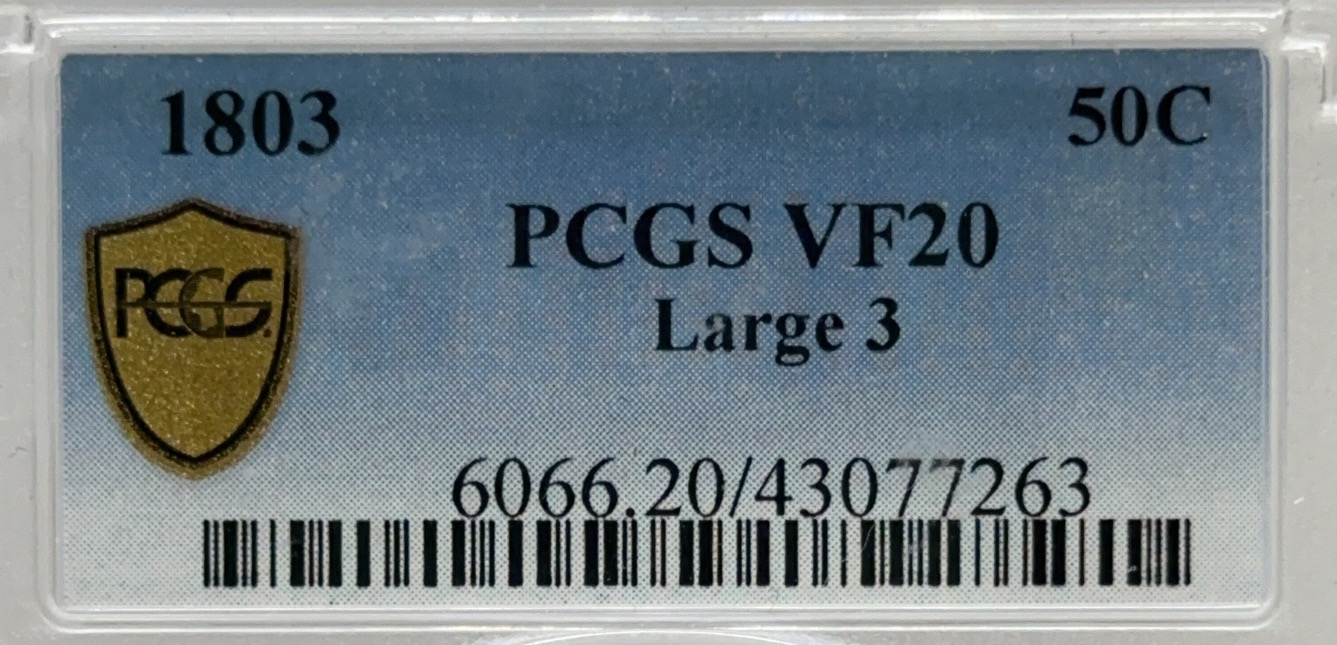 1803 50C
PCGS VF20
PCGS
Large 3
6066.20/43077263